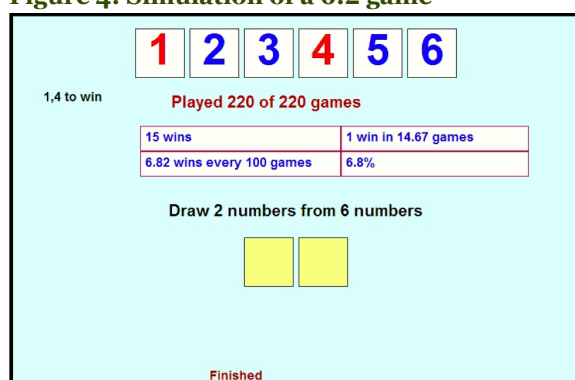 Figure 4: Simulation of a 6:2 game
1 2 3 4 5 6
1,4 to win
Played 220 of 220 games
15 wins 1 win in 14.67 games
6.82 wins every 100 games 6.8%
Draw 2 numbers from 6 numbers
Finished